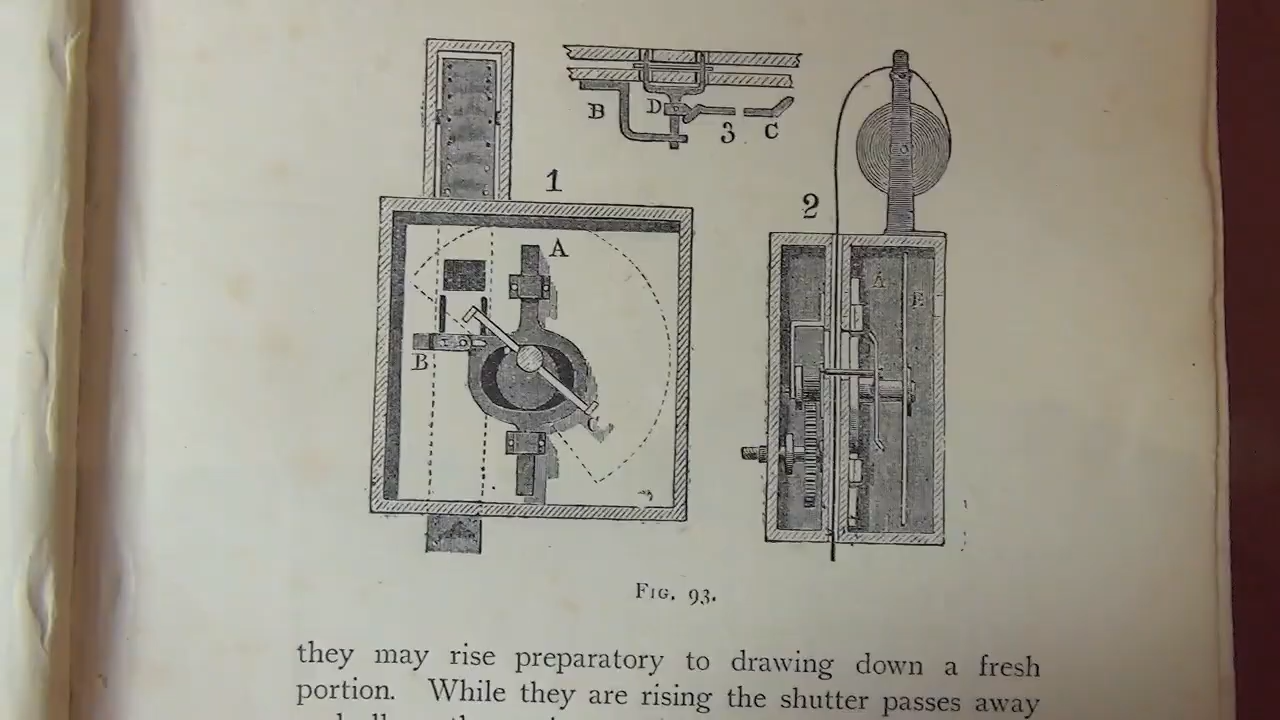 1
A
B
C
B
D
3
C
2
A
E
FIG. 93.
they may rise preparatory to drawing down a fresh
portion. While they are rising the shutter passes away